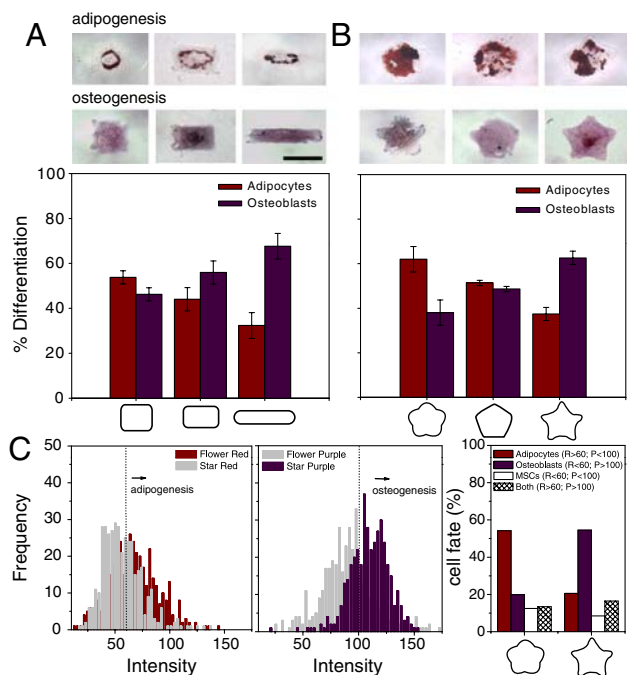 A
adipogenesis
B
osteogenesis
100
80
60
40
20
0
% Differentiation
Adipocytes
Osteoblasts
Adipocytes
Osteoblasts
C
50
40
30
20
10
0
Frequency
Flower Red
Star Red
adipogenesis
50 100 150
Intensity
Flower Purple
Star Purple
osteogenesis
50 100 150
Intensity
100
80
60
40
20
0
cell fate (%)
Adipocytes (R>60; P<100)
Osteoblasts (R<60; P>100)
MSCs (R<60; P<100)
Both (R>60; P>100)